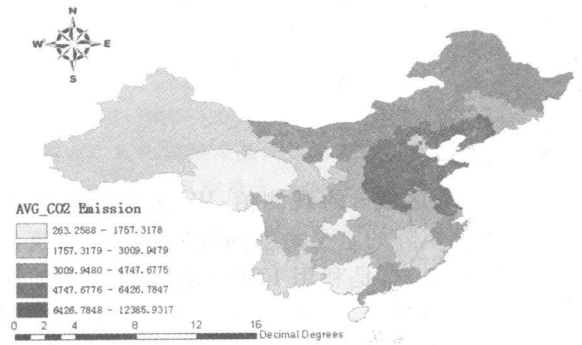 N
W E
S
AVG_CO2 Emission
263.2588 - 1757.3178
1757.3179 - 3009.9479
3009.9480 - 4747.6775
4747.6776 - 6426.7847
6426.7848 - 12385.9317
0 2 4 8 12 16
Decimal Degrees